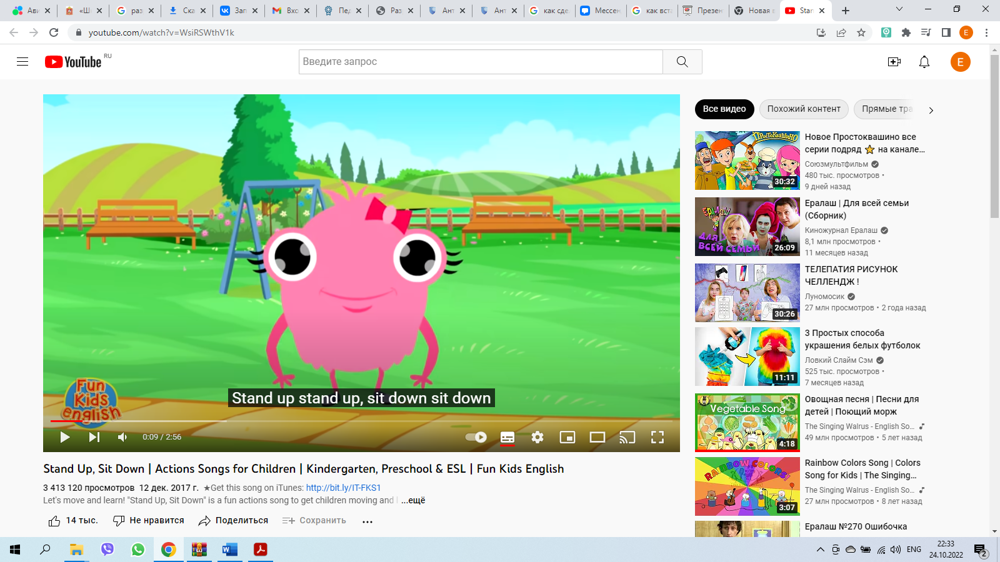 Ави
«Ш
раз
Ска
Зап
Вхо
Пед
Раз
Ант
Ант
как сде
Мессен
как вста
Презен
Новая в
Stan
youtube.com/watch?v=WsiRSWthV1k
E
YouTube RU
Введите запрос
E
Все видео
Похожий контент
Прямые тра
Stand up stand up, sit down sit down
Fun
Kids
english
0:09 / 2:56
Stand Up, Sit Down | Actions Songs for Children | Kindergarten, Preschool & ESL | Fun Kids English
3 413 120 просмотров 12 дек. 2017 г. ★Get this song on iTunes: http://bit.ly/IT-FKS1
Let's move and learn! "Stand Up, Sit Down" is a fun actions song to get children moving and l ...ещё
14 тыс. Не нравится Поделиться Сохранить ...
ПРОСТОКВАШИНО
30:32
Новое Простоквашино все
серии подряд ⭐ на канале...
Союзмультфильм
480 тыс. просмотров •
9 дней назад
ЕРАЛАШ
ДЛЯ
ВСЕЙ СЕМЬИ
26:09
Ералаш | Для всей семьи
(Сборник)
Киножурнал Ералаш
8,1 млн просмотров •
11 месяцев назад
30:26
ТЕЛЕПАТИЯ РИСУНОК
ЧЕЛЛЕНДЖ !
Луномосик
27 млн просмотров • 2 года назад
11:11
3 Простых способа
украшения белых футболок
Ловкий Слайм Сэм
525 тыс. просмотров •
7 месяцев назад
Vegetable Song
4:18
Овощная песня | Песни для
детей | Поющий морж
The Singing Walrus - English So...
49 млн просмотров • 5 лет назад
RAINBOW COLORS!
3:07
Rainbow Colors Song | Colors
Song for Kids | The Singing...
The Singing Walrus - English So...
27 млн просмотров • 8 лет назад
Ералаш №270 Ошибочка
ENG
22:33
24.10.2022
2